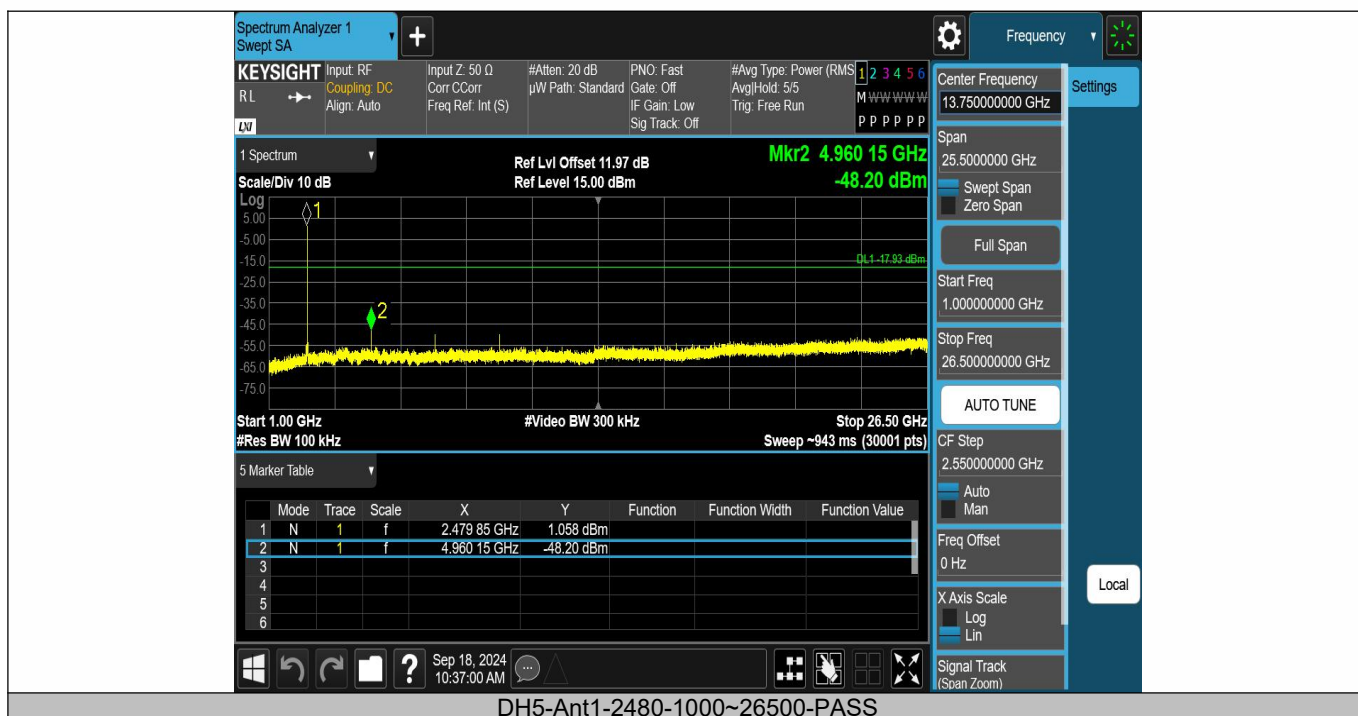 Spectrum Analyzer 1
Swept SA
+
Frequency
KEYSIGHT
RL
LXI
Input: RF
Coupling: DC
Align: Auto
Input Z: 50 Ω
Corr CCorr
Freq Ref: Int (S)
#Atten: 20 dB
µW Path: Standard
PNO: Fast
Gate: Off
IF Gain: Low
Sig Track: Off
#Avg Type: Power (RMS
Avg|Hold: 5/5
Trig: Free Run
1 2 3 4 5 6
M W W W W W
P P P P P P
1 Spectrum
Scale/Div 10 dB
Ref Lvl Offset 11.97 dB
Ref Level 15.00 dBm
Mkr2 4.960 15 GHz
-48.20 dBm
Log
5.00
-5.00
-15.0
-25.0
-35.0
-45.0
-55.0
-65.0
-75.0
1
2
DL1 -17.93 dBm
Start 1.00 GHz
#Video BW 300 kHz
Stop 26.50 GHz
#Res BW 100 kHz
Sweep ~943 ms (30001 pts)
5 Marker Table
Mode Trace Scale X Y Function Function Width Function Value
1 N 1 f 2.479 85 GHz 1.058 dBm
2 N 1 f 4.960 15 GHz -48.20 dBm
3
4
5
6
?
Sep 18, 2024
10:37:00 AM
Center Frequency
13.750000000 GHz
Settings
Span
25.5000000 GHz
Swept Span
Zero Span
Full Span
Start Freq
1.000000000 GHz
Stop Freq
26.500000000 GHz
AUTO TUNE
CF Step
2.550000000 GHz
Auto
Man
Freq Offset
0 Hz
Local
X Axis Scale
Log
Lin
Signal Track
(Span Zoom)
DH5-Ant1-2480-1000~26500-PASS